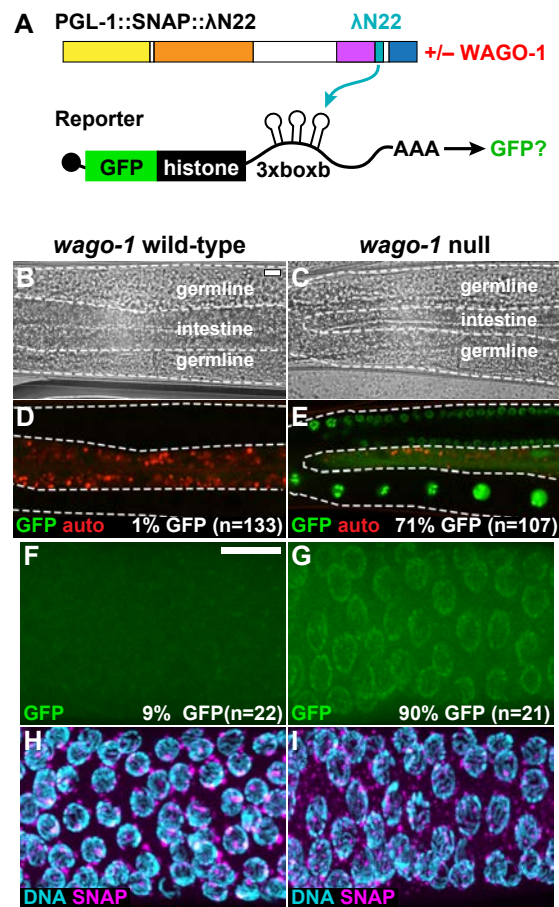 A PGL-1::SNAP::λN22 λN22
+/– WAGO-1
Reporter
GFP histone 3xboxb AAA GFP?
wago-1 wild-type wago-1 null
B germline C germline
intestine intestine
germline germline
D E
GFP auto 1% GFP (n=133) GFP auto 71% GFP (n=107)
F G
GFP 9% GFP(n=22) GFP 90% GFP (n=21)
H I
DNA SNAP DNA SNAP